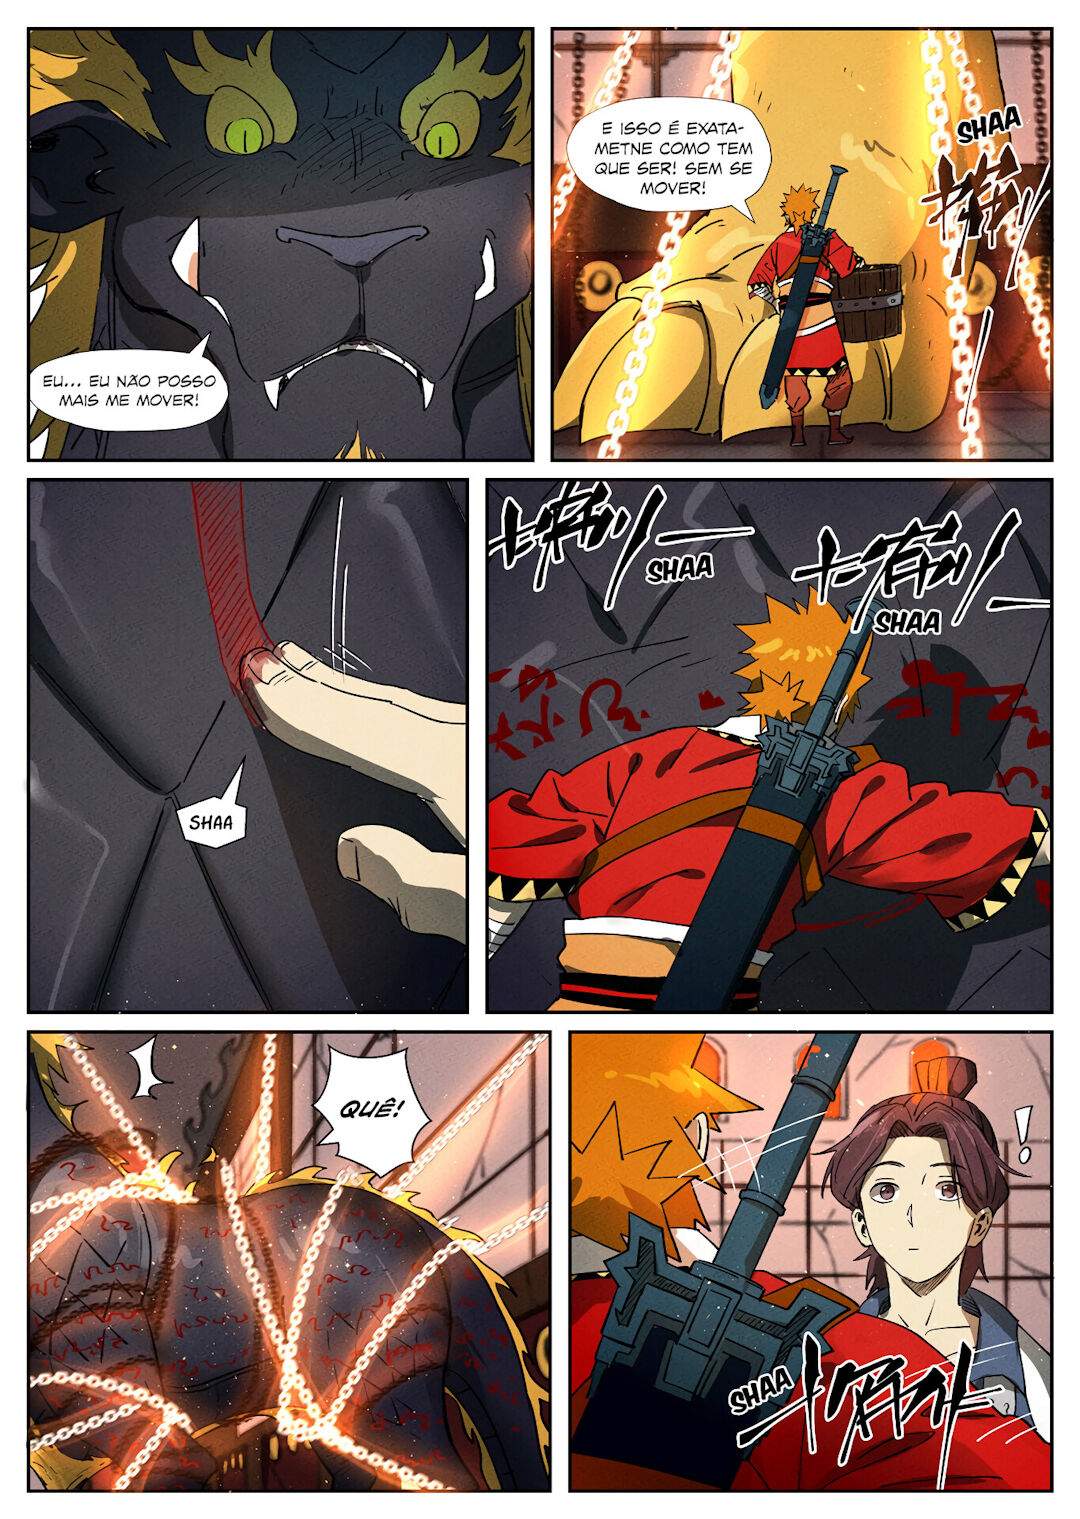 EU... EU NÃO POSSO
MAIS ME MOVER!
E ISSO É EXATA-
METNE COMO TEM
QUE SER! SEM SE
MOVER!
SHAA
SHAA
SHAA
SHAA
QUÊ!
!
SHAA